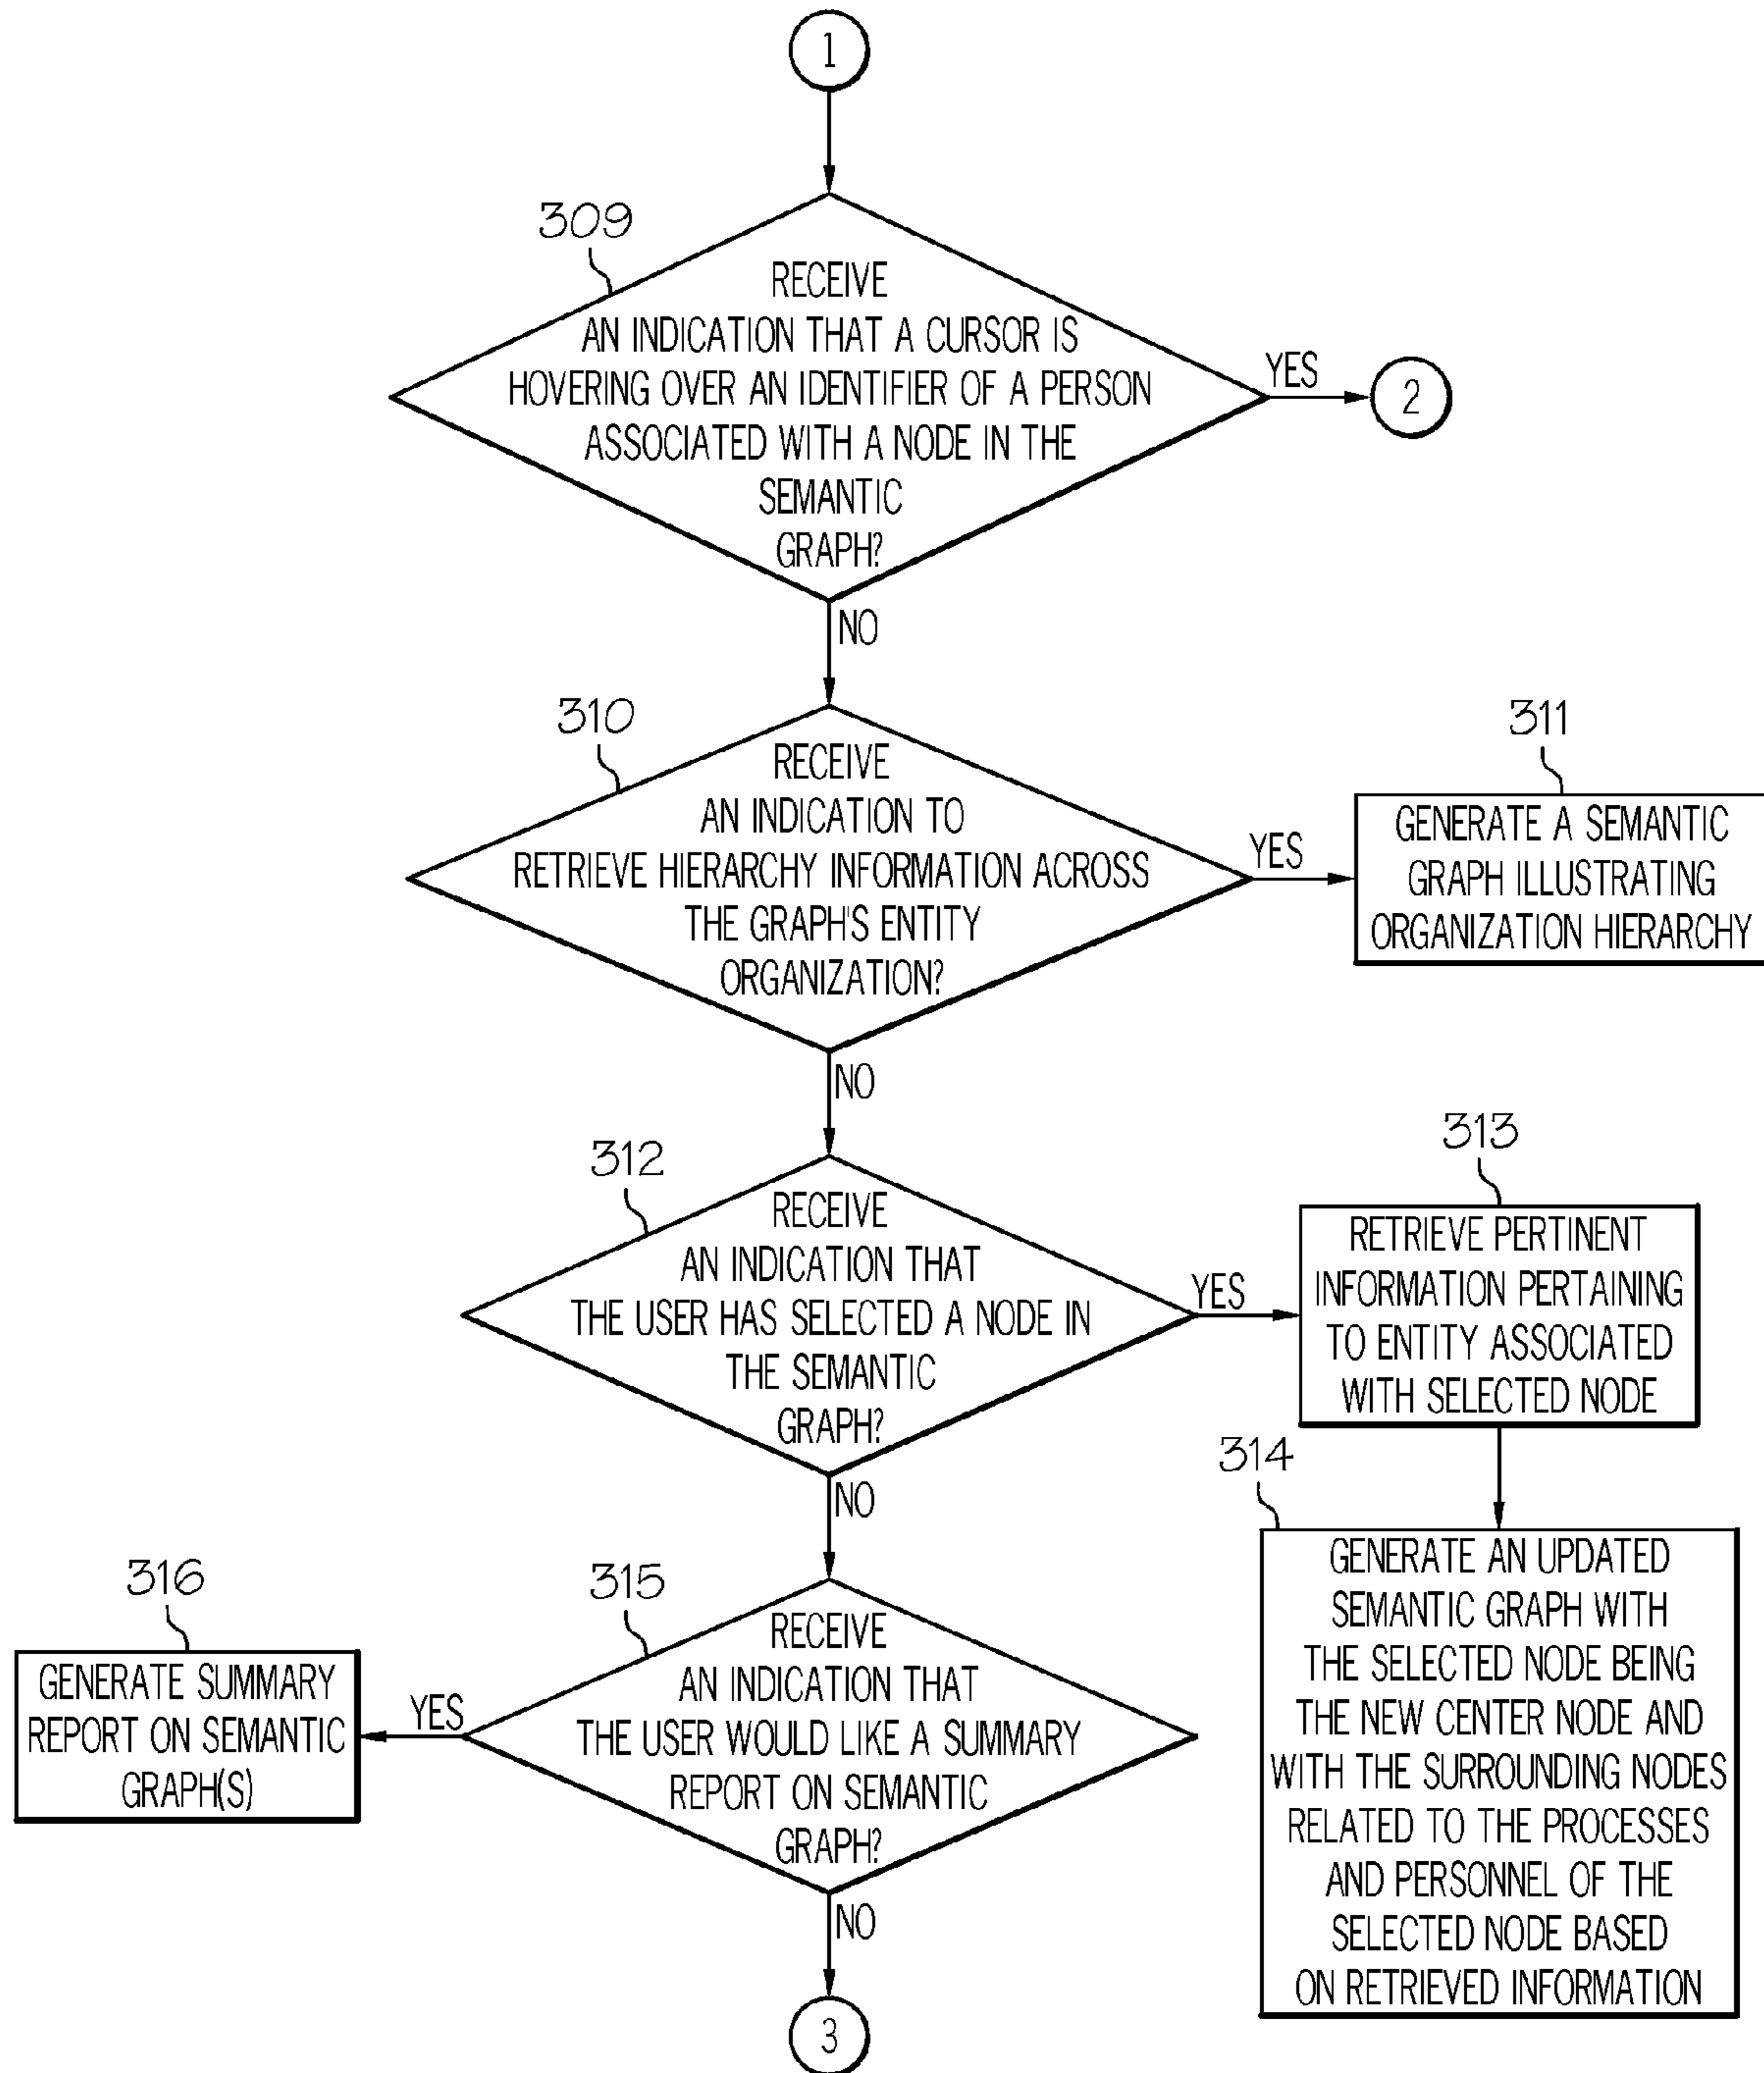 1
309
RECEIVE
AN INDICATION THAT A CURSOR IS
HOVERING OVER AN IDENTIFIER OF A PERSON
ASSOCIATED WITH A NODE IN THE
SEMANTIC
GRAPH?
YES
2
NO
310
RECEIVE
AN INDICATION TO
RETRIEVE HIERARCHY INFORMATION ACROSS
THE GRAPH'S ENTITY
ORGANIZATION?
YES
311
GENERATE A SEMANTIC
GRAPH ILLUSTRATING
ORGANIZATION HIERARCHY
NO
312
RECEIVE
AN INDICATION THAT
THE USER HAS SELECTED A NODE IN
THE SEMANTIC
GRAPH?
YES
313
RETRIEVE PERTINENT
INFORMATION PERTAINING
TO ENTITY ASSOCIATED
WITH SELECTED NODE
314
GENERATE AN UPDATED
SEMANTIC GRAPH WITH
THE SELECTED NODE BEING
THE NEW CENTER NODE AND
WITH THE SURROUNDING NODES
RELATED TO THE PROCESSES
AND PERSONNEL OF THE
SELECTED NODE BASED
ON RETRIEVED INFORMATION
NO
315
RECEIVE
AN INDICATION THAT
THE USER WOULD LIKE A SUMMARY
REPORT ON SEMANTIC
GRAPH?
YES
316
GENERATE SUMMARY
REPORT ON SEMANTIC
GRAPH(S)
NO
3